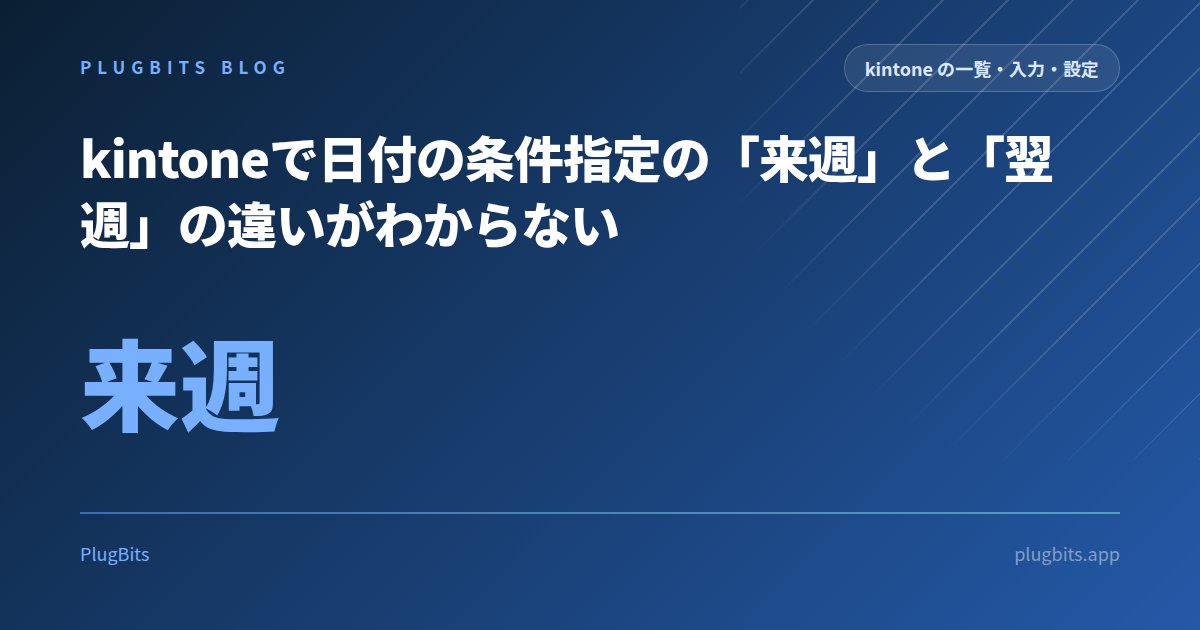 PLUGBITS BLOG
kintone の一覧・入力・設定
kintoneで日付の条件指定の「来週」と「翌
週」の違いがわからない
来週
PlugBits
plugbits.app